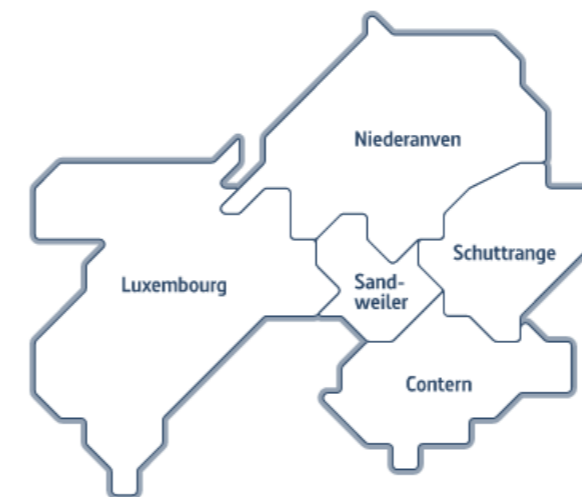 Niederanven
Schuttrange
Luxembourg
Sand-
weiler
Contern